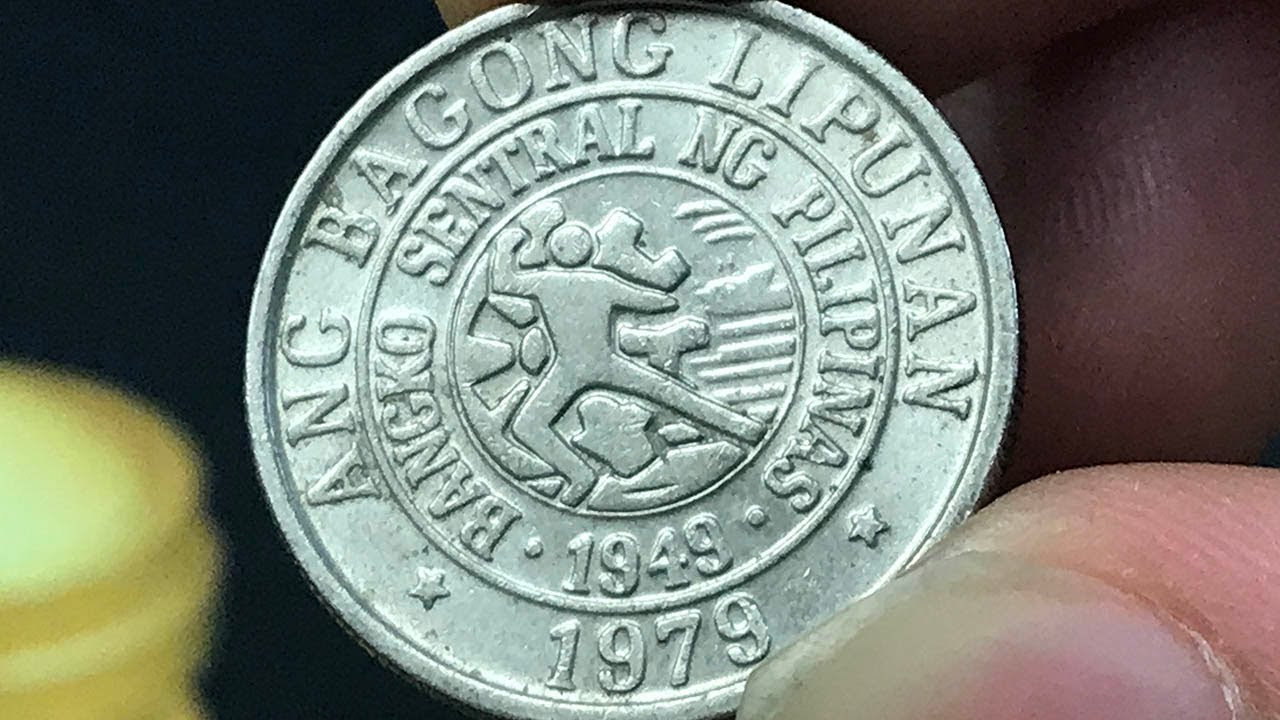 ANG BAGONG LIPUNAN
1979
BANGKO SENTRAL NG PILIPINAS
· 1949 ·